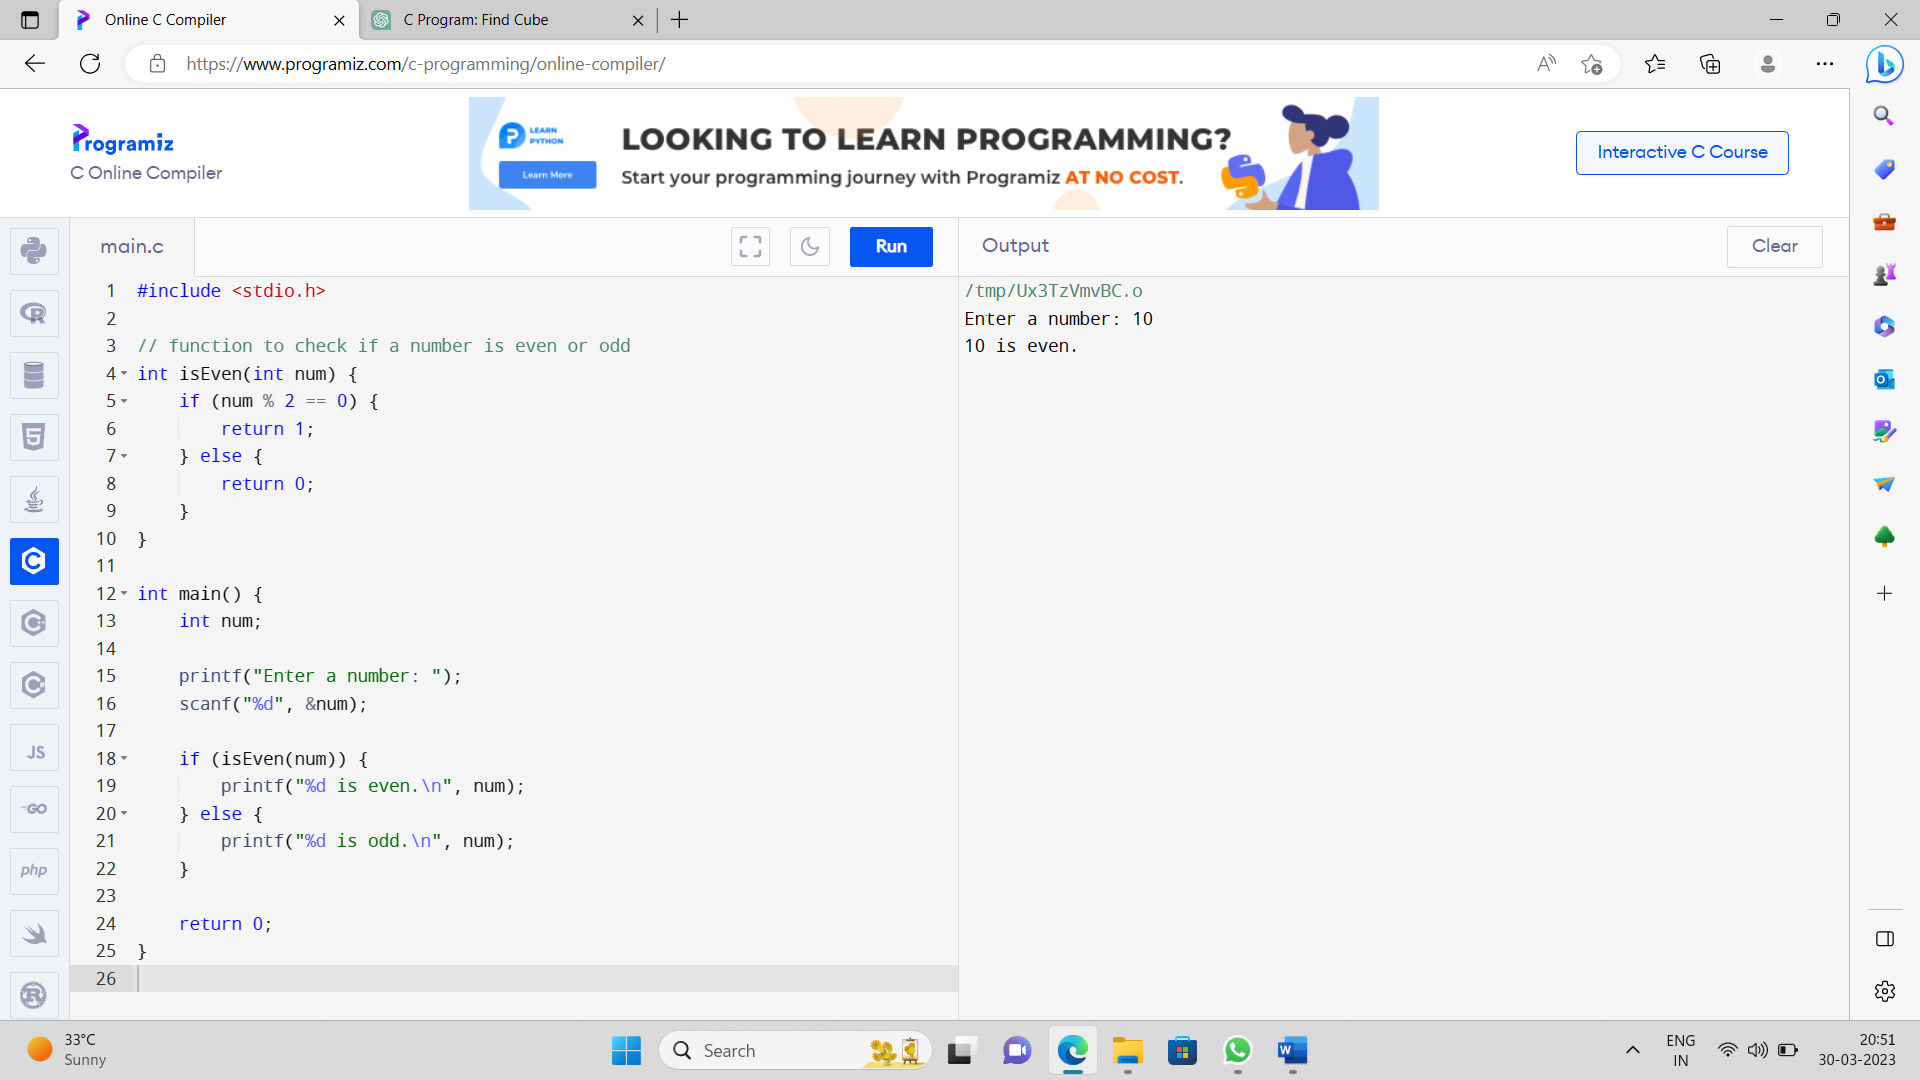 Online C Compiler
C Program: Find Cube
https://www.programiz.com/c-programming/online-compiler/
Programiz
C Online Compiler
LEARN
PYTHON
Learn More
LOOKING TO LEARN PROGRAMMING?
Start your programming journey with Programiz AT NO COST.
Interactive C Course
main.c
Run
Output
Clear
1 #include <stdio.h>
2
3 // function to check if a number is even or odd
4 int isEven(int num) {
5     if (num % 2 == 0) {
6         return 1;
7     } else {
8         return 0;
9     }
10 }
11
12 int main() {
13     int num;
14
15     printf("Enter a number: ");
16     scanf("%d", &num);
17
18     if (isEven(num)) {
19         printf("%d is even.\n", num);
20     } else {
21         printf("%d is odd.\n", num);
22     }
23
24     return 0;
25 }
26
/tmp/Ux3TzVmvBC.o
Enter a number: 10
10 is even.
JS
GO
php
33°C
Sunny
Search
ENG
IN
20:51
30-03-2023